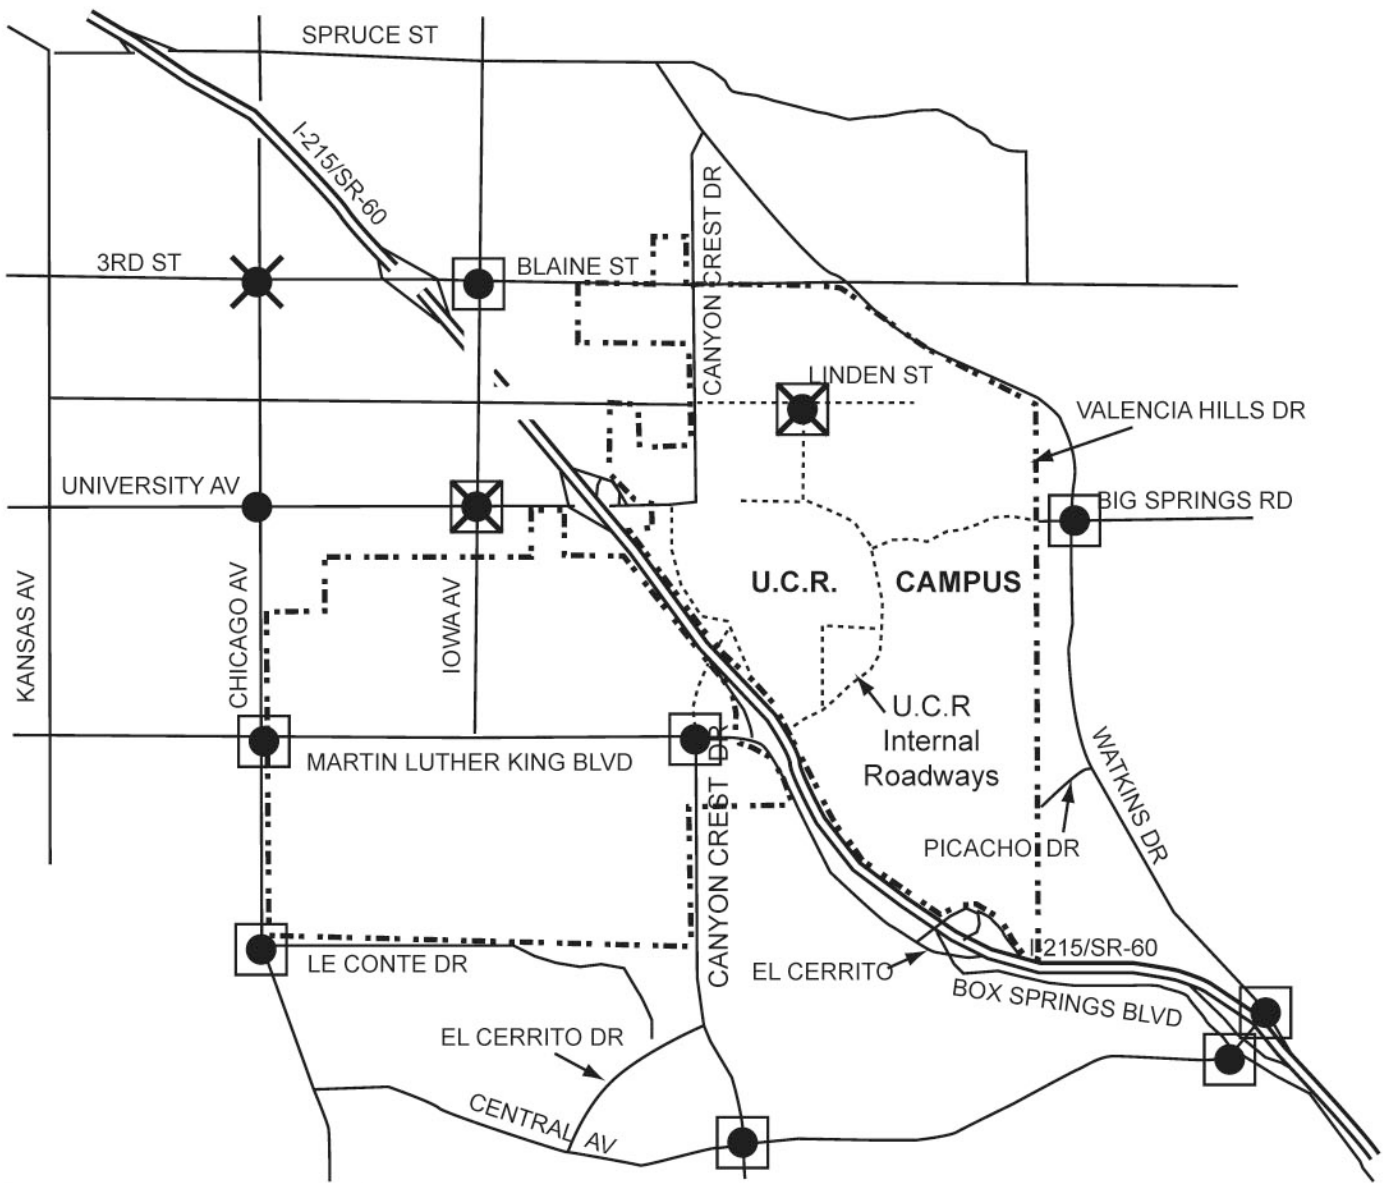 SPRUCE ST
I-215/SR-60
CANYON CREST DR
3RD ST
BLAINE ST
LINDEN ST
VALENCIA HILLS DR
UNIVERSITY AV
BIG SPRINGS RD
KANSAS AV
CHICAGO AV
IOWA AV
U.C.R. CAMPUS
U.C.R
Internal
Roadways
MARTIN LUTHER KING BLVD
CANYON CREST DR
WATKINS DR
PICACHO DR
LE CONTE DR
EL CERRITO
I-215/SR-60
BOX SPRINGS BLVD
EL CERRITO DR
CENTRAL AV